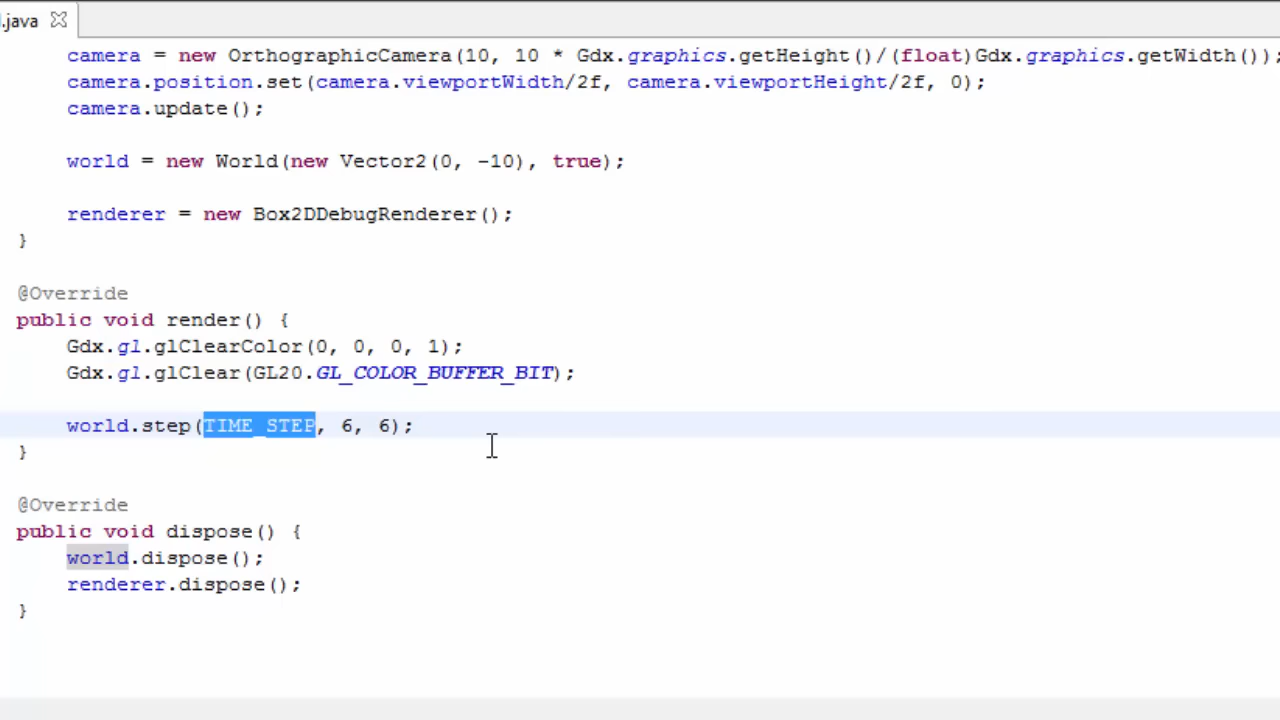 .java
camera = new OrthographicCamera(10, 10 * Gdx.graphics.getHeight()/(float)Gdx.graphics.getWidth());
camera.position.set(camera.viewportWidth/2f, camera.viewportHeight/2f, 0);
camera.update();
world = new World(new Vector2(0, -10), true);
renderer = new Box2DDebugRenderer();
}
@Override
public void render() {
Gdx.gl.glClearColor(0, 0, 0, 1);
Gdx.gl.glClear(GL20.GL_COLOR_BUFFER_BIT);
world.step(TIME_STEP, 6, 6);
}
@Override
public void dispose() {
world.dispose();
renderer.dispose();
}